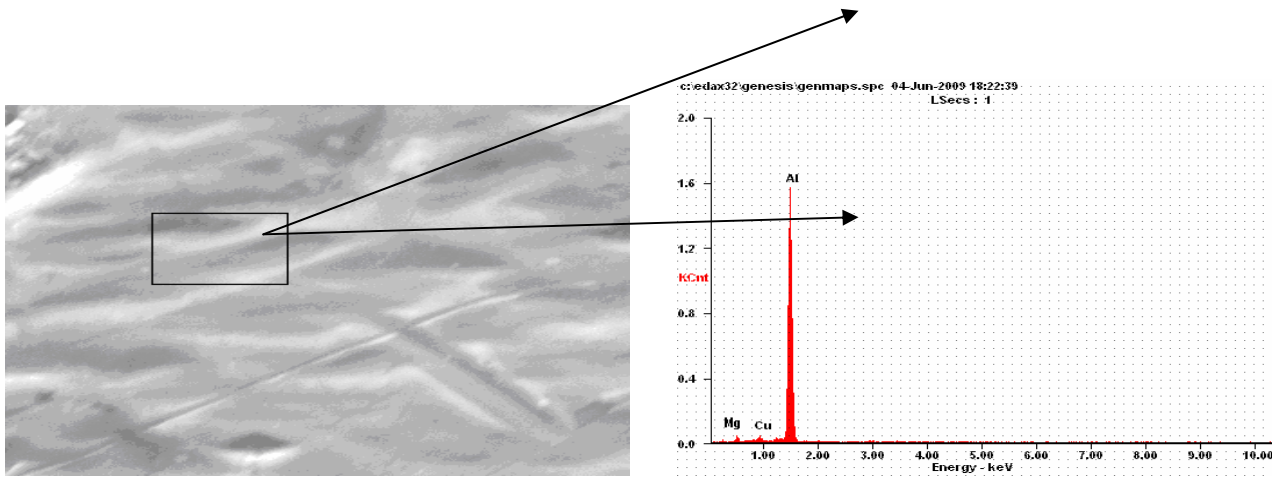 c:\edax32\genesis\genmaps.spc 04-Jun-2009 18:22:39
LSecs : 1
2.0
1.6
1.2
KCnt
0.8
0.4
0.0
Al
Mg
Cu
1.00 2.00 3.00 4.00 5.00 6.00 7.00 8.00 9.00 10.00
Energy - keV